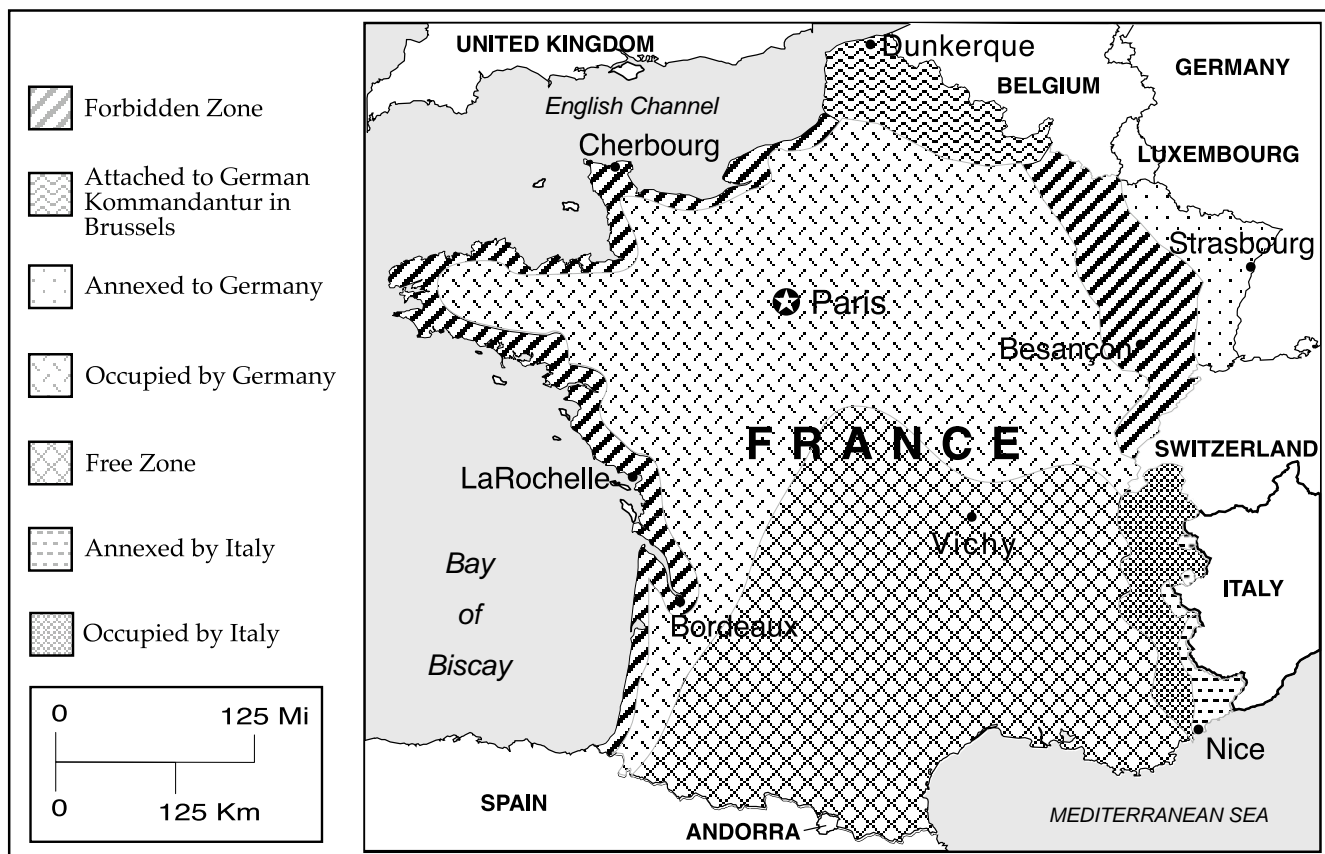 Forbidden Zone
Attached to German
Kommandantur in
Brussels
Annexed to Germany
Occupied by Germany
Free Zone
Annexed by Italy
Occupied by Italy
0 125 Mi
0 125 Km
UNITED KINGDOM
Dunkerque
GERMANY
BELGIUM
English Channel
Cherbourg
LUXEMBOURG
Strasbourg
Paris
Besançon
FRANCE
SWITZERLAND
LaRochelle
Vichy
Bay
of
Biscay
ITALY
Bordeaux
Nice
SPAIN
MEDITERRANEAN SEA
ANDORRA